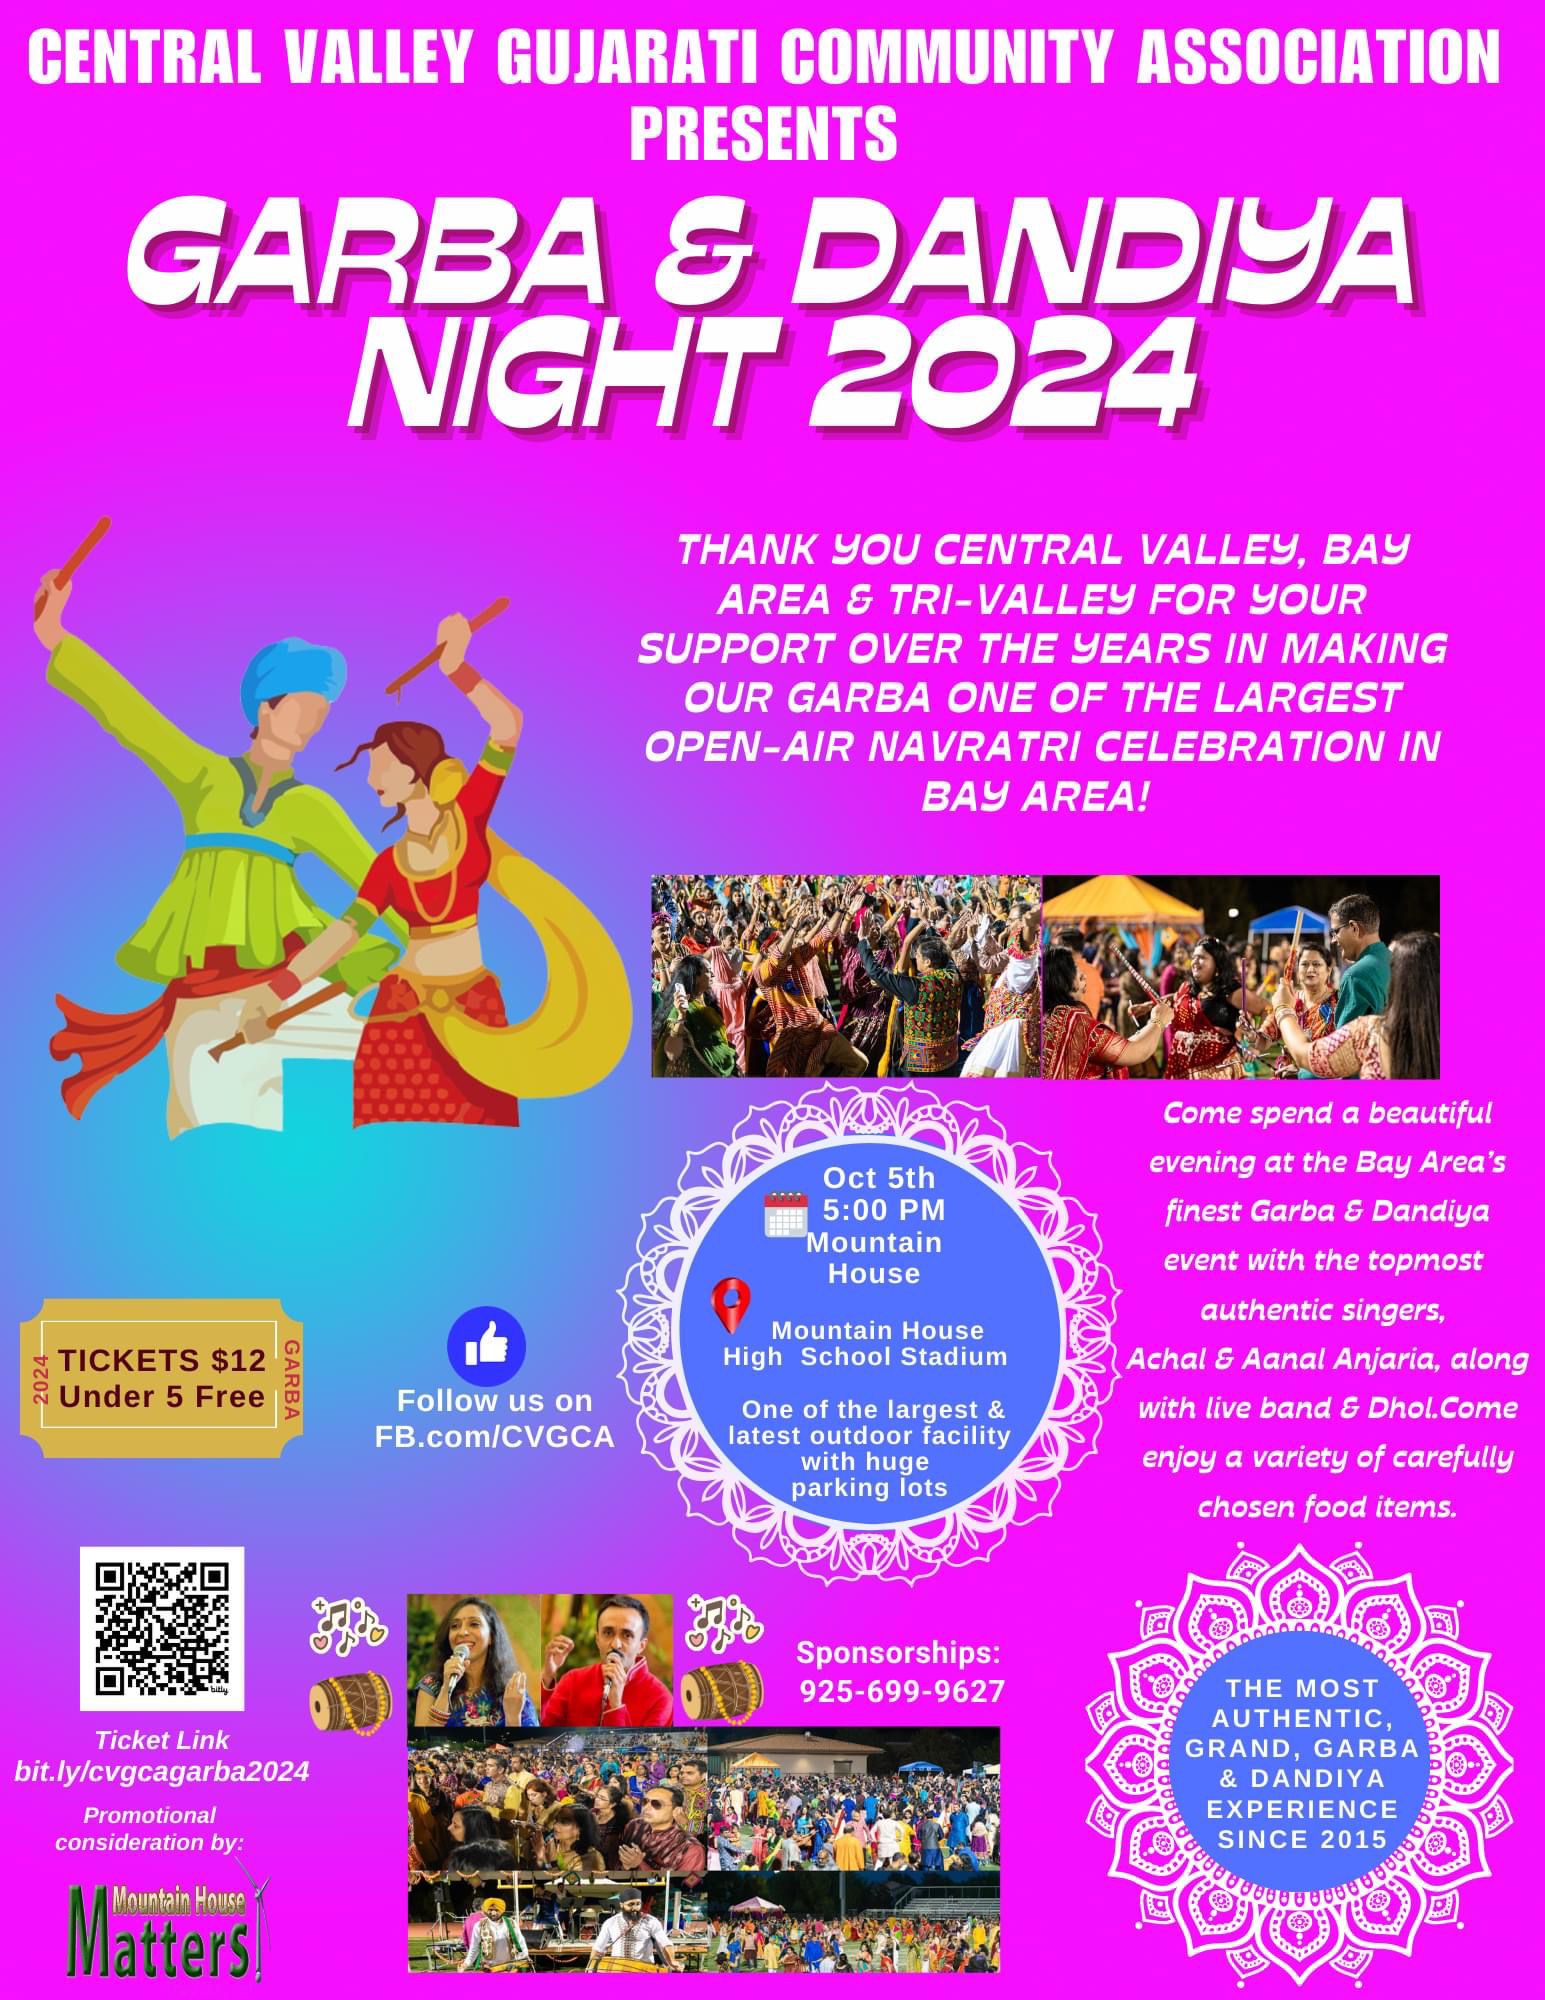 CENTRAL VALLEY GUJARATI COMMUNITY ASSOCIATION
PRESENTS
GARBA & DANDIYA
NIGHT 2024
THANK YOU CENTRAL VALLEY, BAY
AREA & TRI-VALLEY FOR YOUR
SUPPORT OVER THE YEARS IN MAKING
OUR GARBA ONE OF THE LARGEST
OPEN-AIR NAVRATRI CELEBRATION IN
BAY AREA!
Oct 5th
5:00 PM
Mountain
House
Mountain House
High School Stadium
One of the largest &
latest outdoor facility
with huge
parking lots
Come spend a beautiful
evening at the Bay Area's
finest Garba & Dandiya
event with the topmost
authentic singers,
Achal & Aanal Anjaria, along
with live band & Dhol.Come
enjoy a variety of carefully
chosen food items.
2024
TICKETS $12
Under 5 Free
GARBA
Follow us on
FB.com/CVGCA
bitly
Ticket Link
bit.ly/cvgcagarba2024
Promotional
consideration by:
Mountain House
Matters
Sponsorships:
925-699-9627
THE MOST
AUTHENTIC,
GRAND, GARBA
& DANDIYA
EXPERIENCE
SINCE 2015